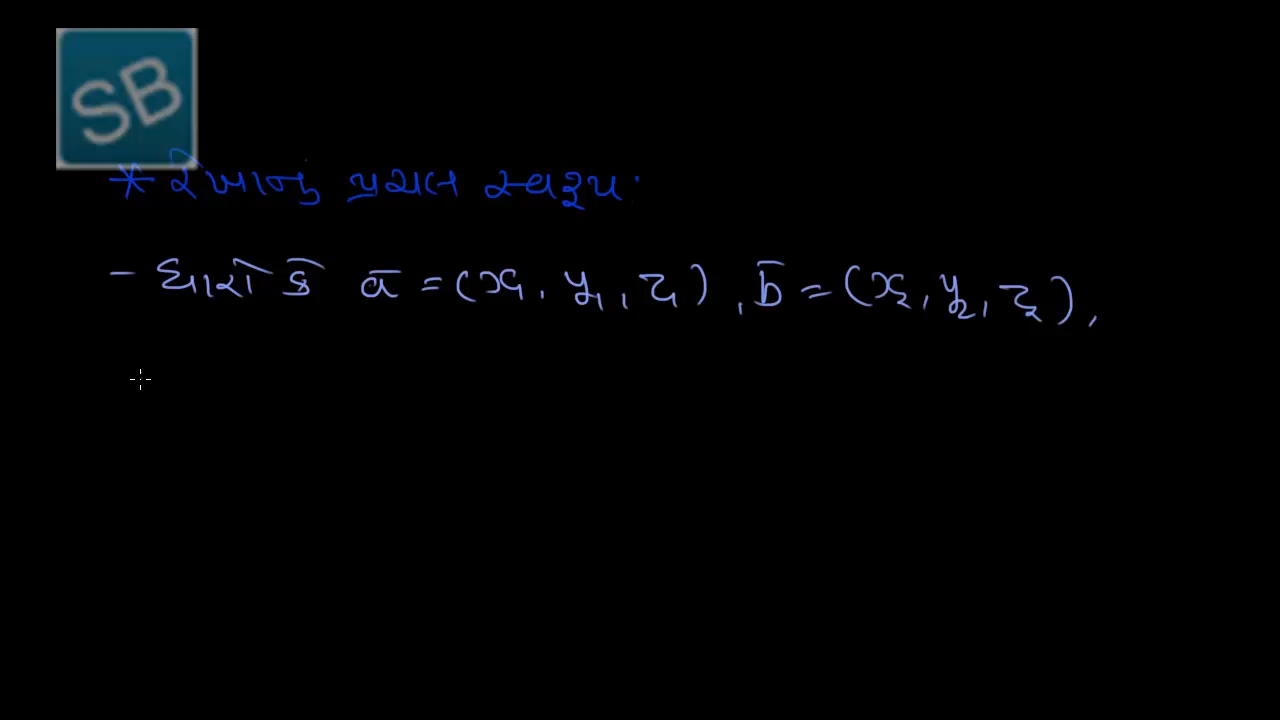 SB
* રેખાનું પ્રચલ સ્વરૂપ:
- ધારો કે a̅ = (x₁, y₁, z₁), b̅ = (x₂, y₂, z₂),